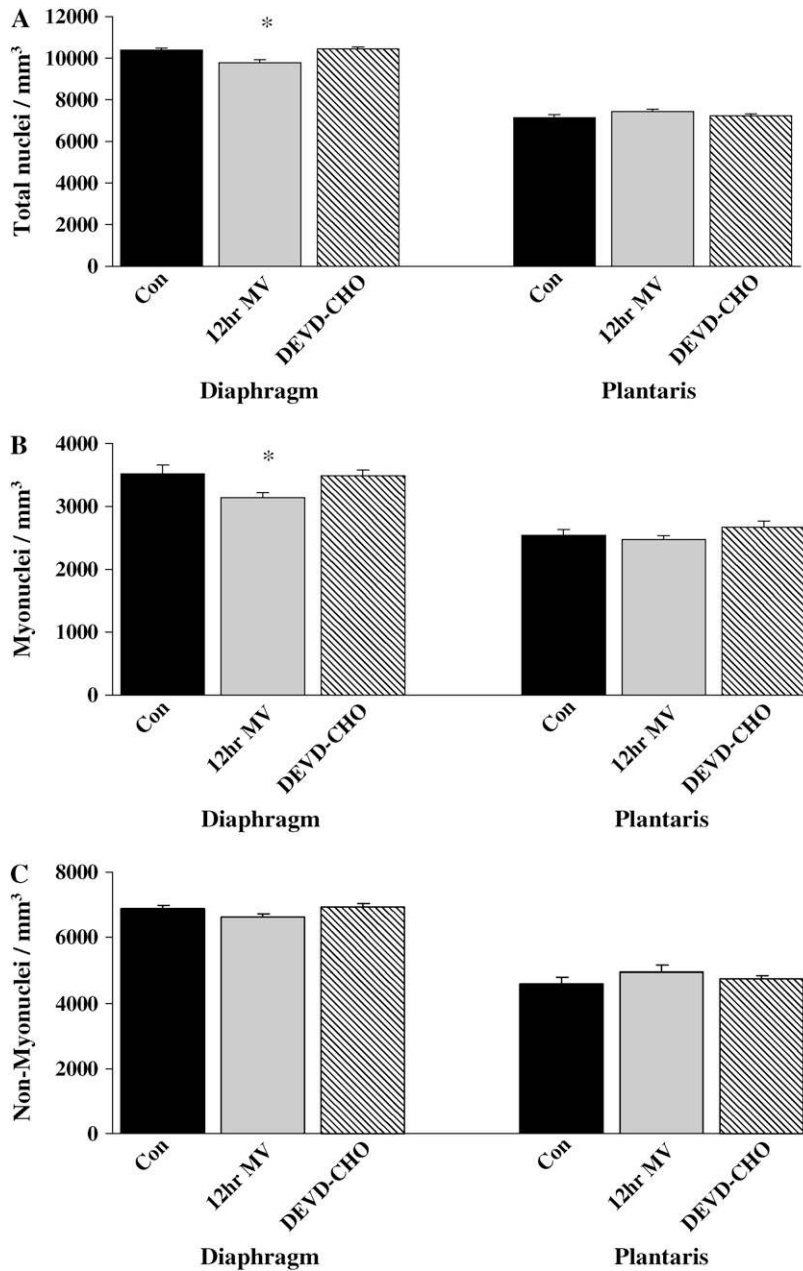 A
Total nuclei / mm³
12000
10000
8000
6000
4000
2000
0
*
Con
12hr MV
DEVD-CHO
Con
12hr MV
DEVD-CHO
Diaphragm
Plantaris
B
Myonuclei / mm³
4000
3000
2000
1000
0
*
Con
12hr MV
DEVD-CHO
Con
12hr MV
DEVD-CHO
Diaphragm
Plantaris
C
Non-Myonuclei / mm³
8000
6000
4000
2000
0
Con
12hr MV
DEVD-CHO
Con
12hr MV
DEVD-CHO
Diaphragm
Plantaris